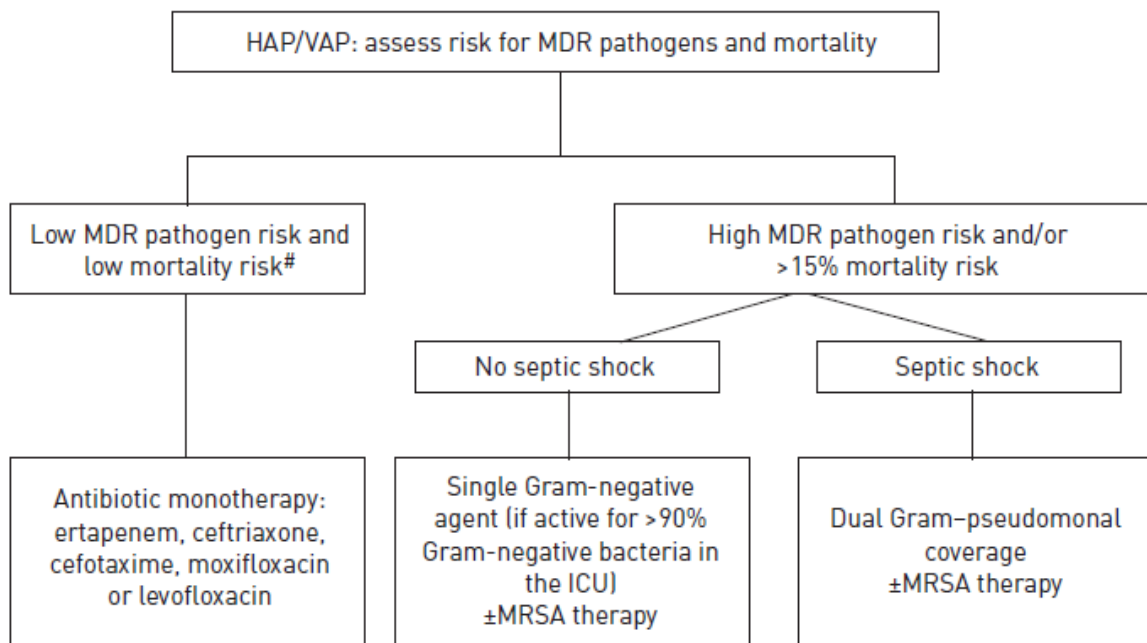 HAP/VAP: assess risk for MDR pathogens and mortality
Low MDR pathogen risk and
low mortality risk#
High MDR pathogen risk and/or
>15% mortality risk
No septic shock
Septic shock
Antibiotic monotherapy:
ertapenem, ceftriaxone,
cefotaxime, moxifloxacin
or levofloxacin
Single Gram-negative
agent (if active for >90%
Gram-negative bacteria in
the ICU)
±MRSA therapy
Dual Gram–pseudomonal
coverage
±MRSA therapy